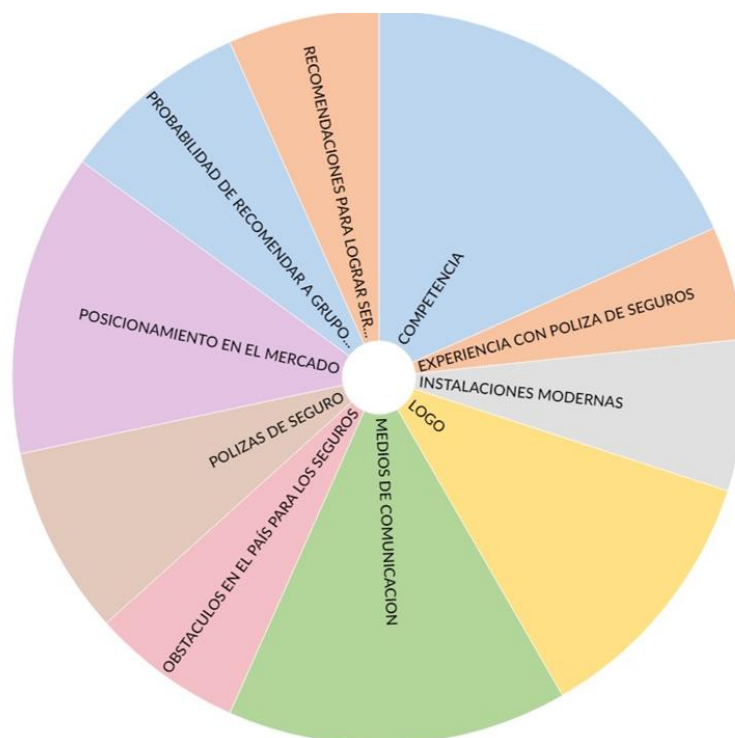 COMPETENCIA
EXPERIENCIA CON POLIZA DE SEGUROS
INSTALACIONES MODERNAS
LOGO
MEDIOS DE COMUNICACION
OBSTACULOS EN EL PAÍS PARA LOS SEGUROS
POLIZAS DE SEGURO
POSICIONAMIENTO EN EL MERCADO
PROBABILIDAD DE RECOMENDAR A GRUPO...
RECOMENDACIONES PARA LOGRAR SER...